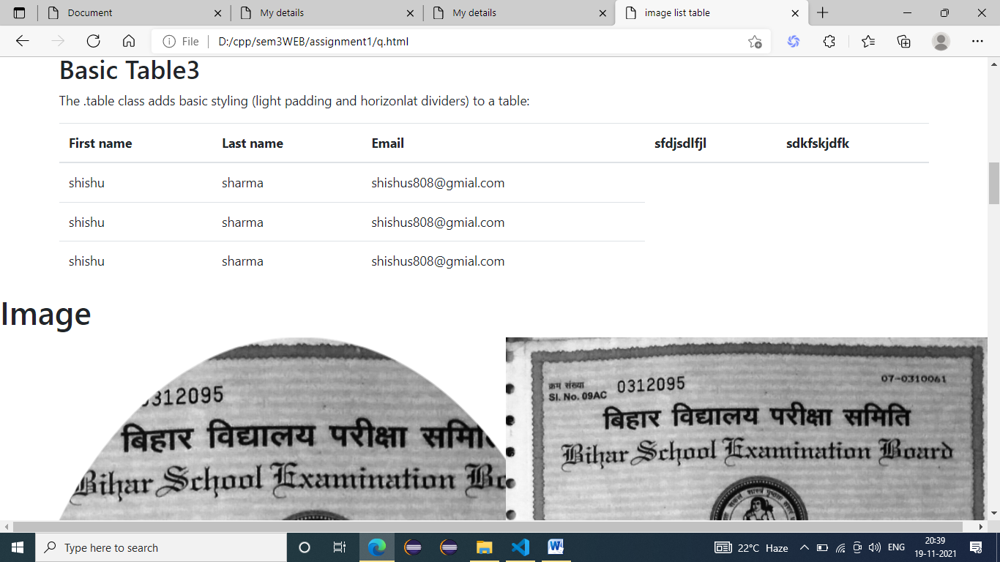 Document
My details
My details
image list table
File
D:/cpp/sem3WEB/assignment1/q.html
Basic Table3
The .table class adds basic styling (light padding and horizonlat dividers) to a table:
First name Last name Email sfdjsdlfjl sdkfskjdfk
shishu sharma shishus808@gmial.com
shishu sharma shishus808@gmial.com
shishu sharma shishus808@gmial.com
Image
0312095
बिहार विद्यालय परीक्षा समिति
Bihar School Examination Bo
क्रम संख्या
Sl. No. 09AC 0312095
07-0310061
बिहार विद्यालय परीक्षा समिति
Bihar School Examination Board
Type here to search
22°C Haze
ENG
20:39
19-11-2021